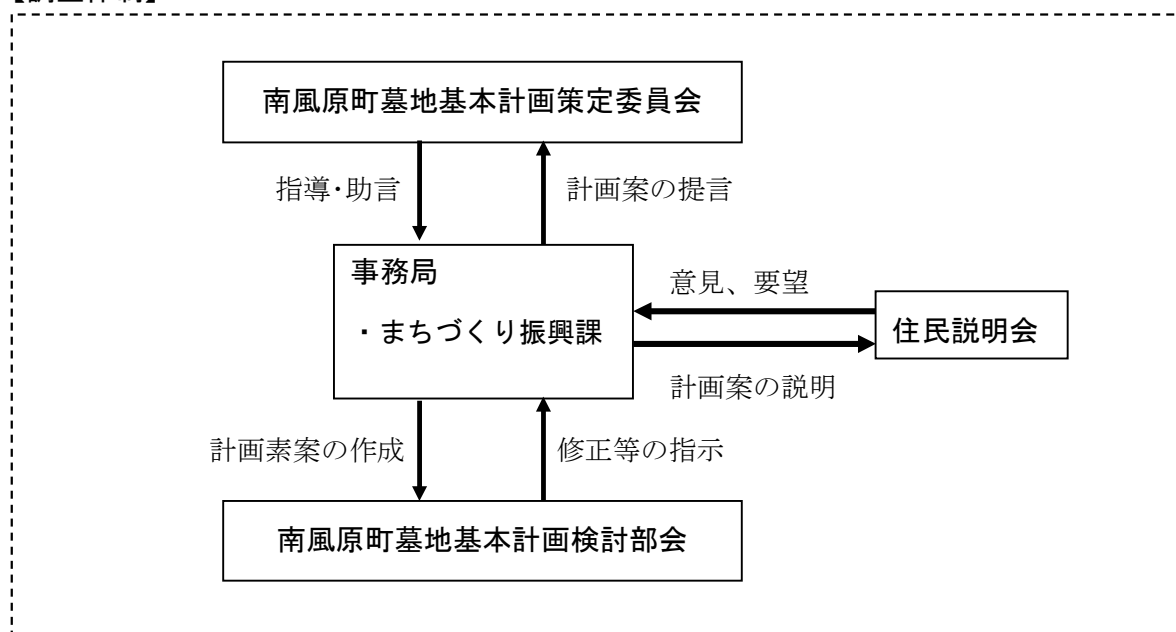 南風原町墓地基本計画策定委員会
指導・助言
計画案の提言
事務局
・まちづくり振興課
意見、要望
住民説明会
計画案の説明
計画素案の作成
修正等の指示
南風原町墓地基本計画検討部会